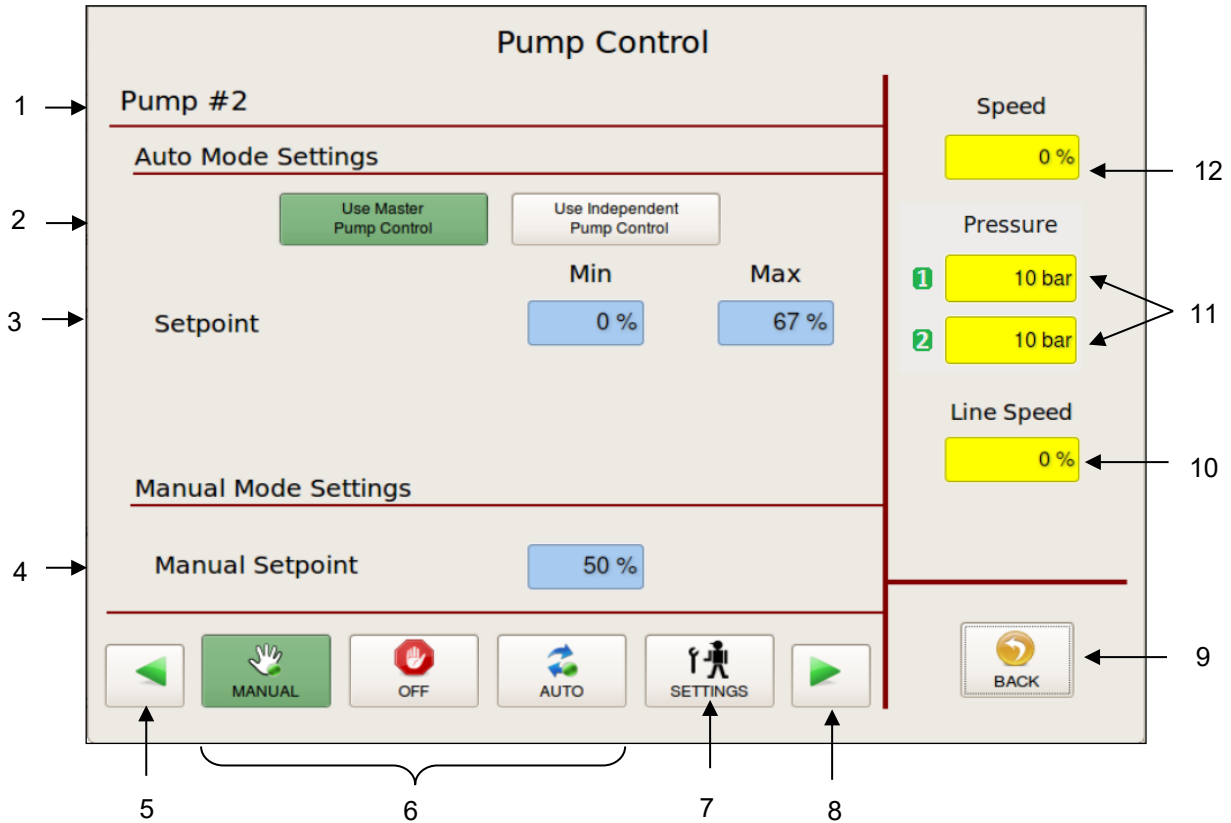 Pump Control
1
Pump #2
Speed
0 %
12
Auto Mode Settings
2
Use Master
Pump Control
Use Independent
Pump Control
Pressure
1
10 bar
2
10 bar
11
Min
Max
3
Setpoint
0 %
67 %
Line Speed
0 %
10
Manual Mode Settings
4
Manual Setpoint
50 %
MANUAL
OFF
AUTO
SETTINGS
BACK
9
5
6
7
8